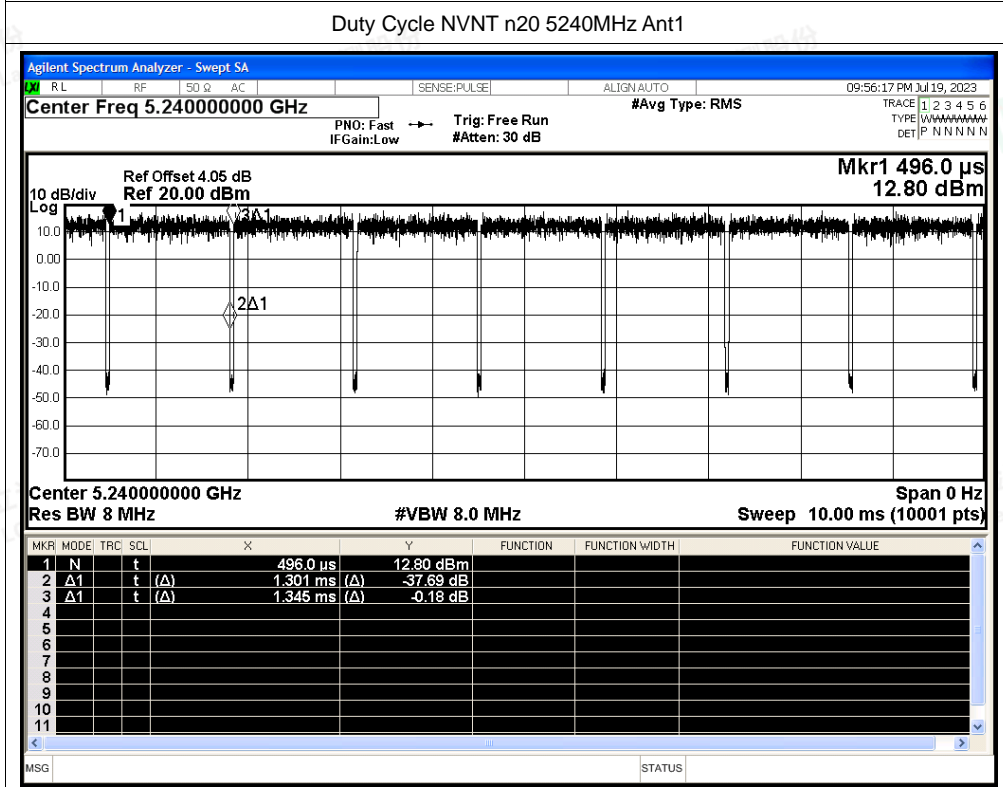 Duty Cycle NVNT n20 5240MHz Ant1
Agilent Spectrum Analyzer - Swept SA
LXI RL RF 50 Ω AC SENSE:PULSE ALIGN AUTO 09:56:17 PM Jul 19, 2023
Center Freq 5.240000000 GHz #Avg Type: RMS TRACE 1 2 3 4 5 6
PNO: Fast Trig: Free Run TYPE W
IFGain:Low #Atten: 30 dB DET P N N N N N
Mkr1 496.0 µs
Ref Offset 4.05 dB
10 dB/div Ref 20.00 dBm 12.80 dBm
Log
1 3Δ1
10.0
0.00
-10.0
2Δ1
-20.0
-30.0
-40.0
-50.0
-60.0
-70.0
Center 5.240000000 GHz Span 0 Hz
Res BW 8 MHz #VBW 8.0 MHz Sweep 10.00 ms (10001 pts)
MKR MODE TRC SCL X Y FUNCTION FUNCTION WIDTH FUNCTION VALUE
1 N t 496.0 µs 12.80 dBm
2 Δ1 t (Δ) 1.301 ms (Δ) -37.69 dB
3 Δ1 t (Δ) 1.345 ms (Δ) -0.18 dB
4
5
6
7
8
9
10
11
MSG STATUS